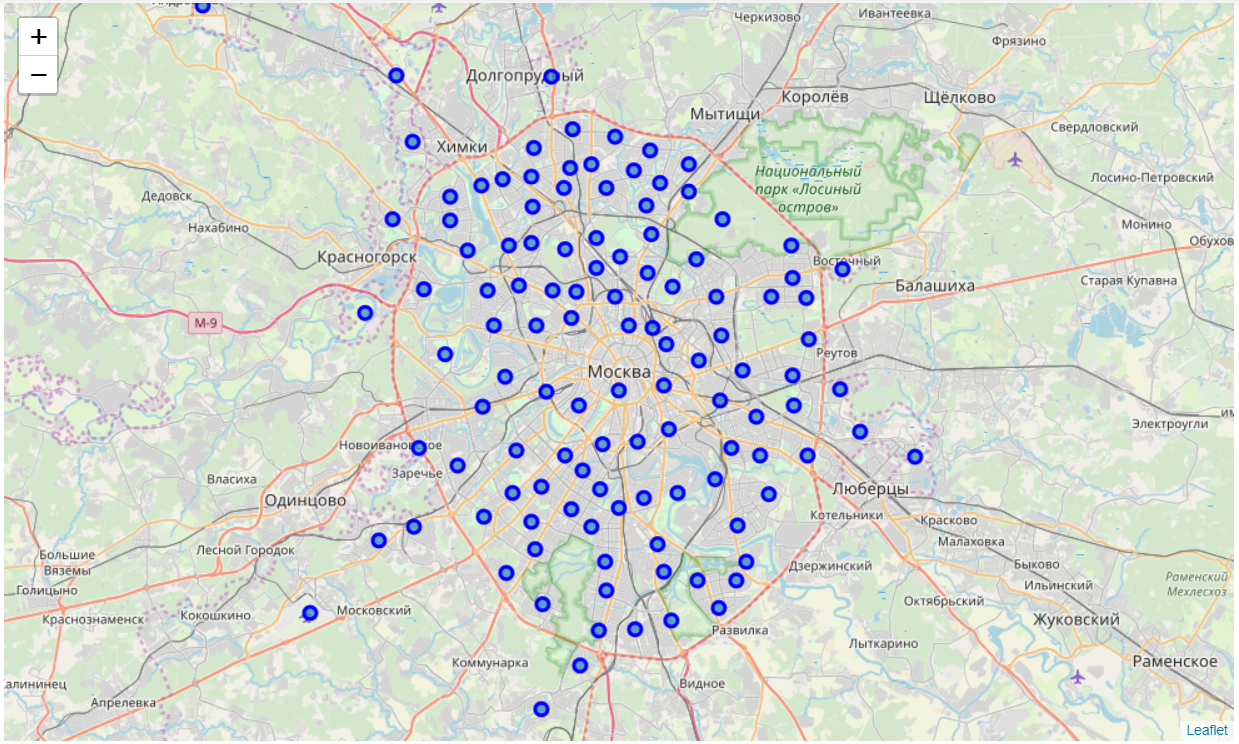 Черкизово
Ивантеевка
+
Фрязино
−
Долгопрудный
Королёв
Щёлково
Мытищи
Свердловский
Химки
Национальный
парк «Лосиный
остров»
Лосино-Петровский
Дедовск
Нахабино
Монино
Обухов
Красногорск
Восточный
Старая Купавна
Балашиха
М-9
Реутов
Москва
Электроугли
Новоивановское
Заречье
Власиха
Люберцы
Одинцово
Котельники
Красково
Малаховка
Большие
Вязёмы
Лесной Городок
Дзержинский
Быково
Голицыно
Ильинский
Раменский
Мехлесхоз
Октябрьский
Краснознаменск
Кокошкино
Московский
Жуковский
Развилка
Лыткарино
Коммунарка
Раменское
Видное
Калининец
Апрелевка
Leaflet